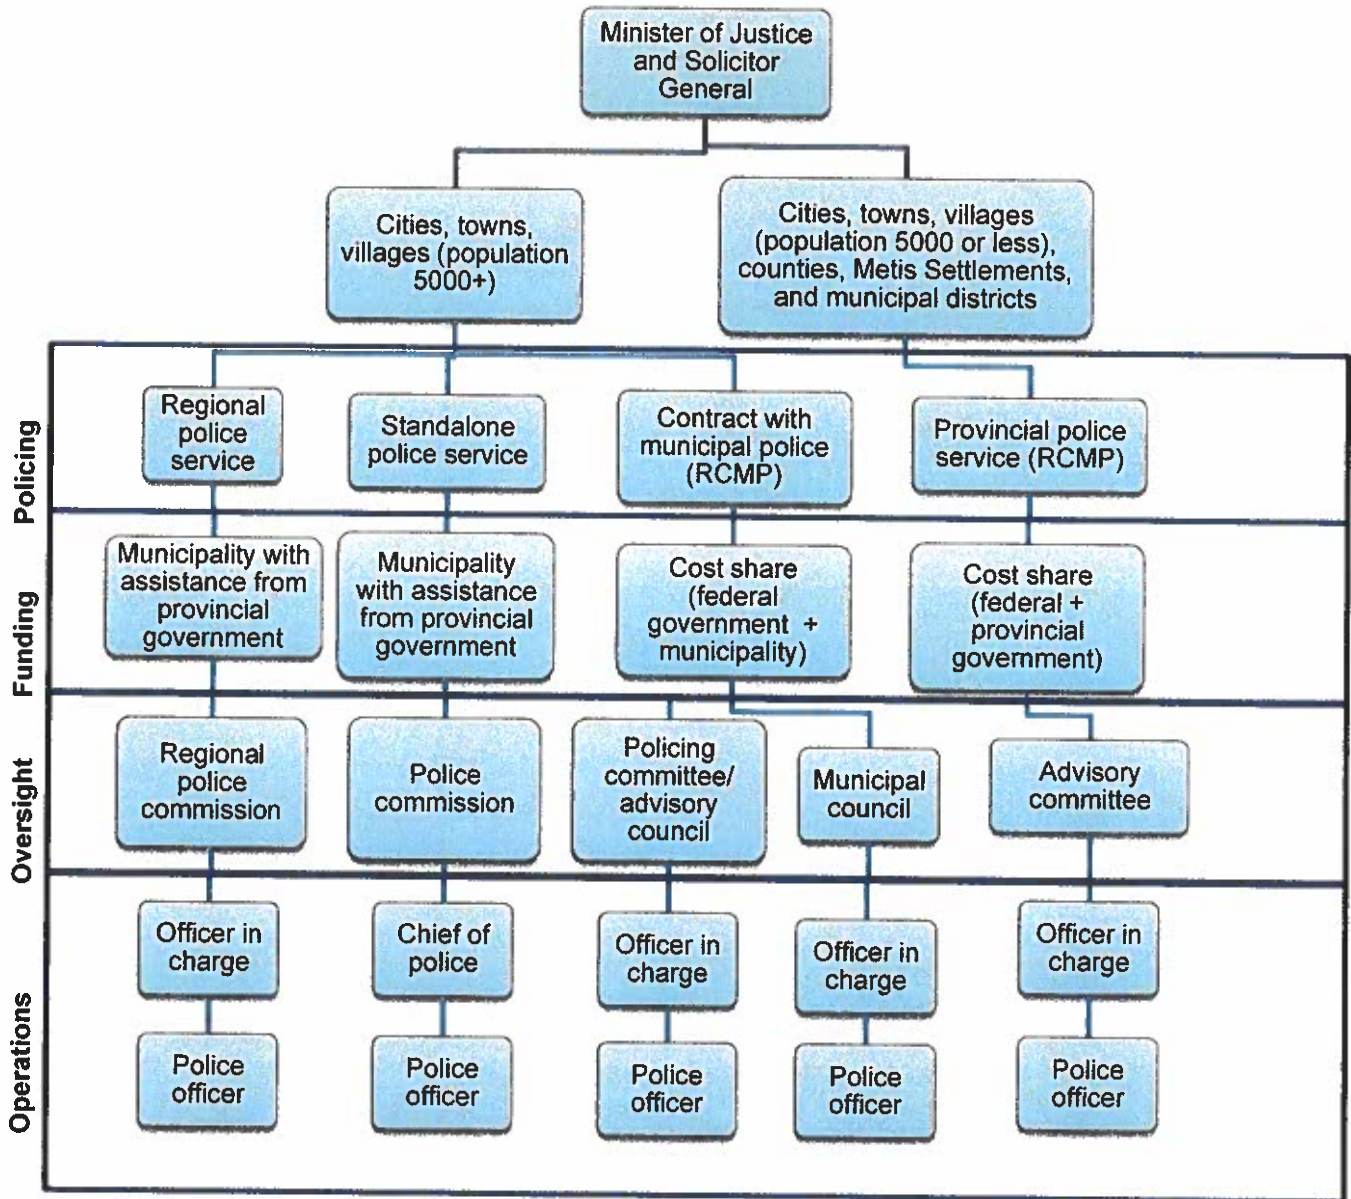 Minister of Justice
and Solicitor
General
Cities, towns,
villages (population
5000+)
Cities, towns, villages
(population 5000 or less),
counties, Metis Settlements,
and municipal districts
Policing
Regional
police
service
Standalone
police service
Contract with
municipal police
(RCMP)
Provincial police
service (RCMP)
Funding
Municipality with
assistance from
provincial
government
Municipality
with assistance
from provincial
government
Cost share
(federal
government +
municipality)
Cost share
(federal +
provincial
government)
Oversight
Regional
police
commission
Police
commission
Policing
committee/
advisory
council
Municipal
council
Advisory
committee
Operations
Officer in
charge
Chief of
police
Officer in
charge
Officer in
charge
Officer in
charge
Police
officer
Police
officer
Police
officer
Police
officer
Police
officer